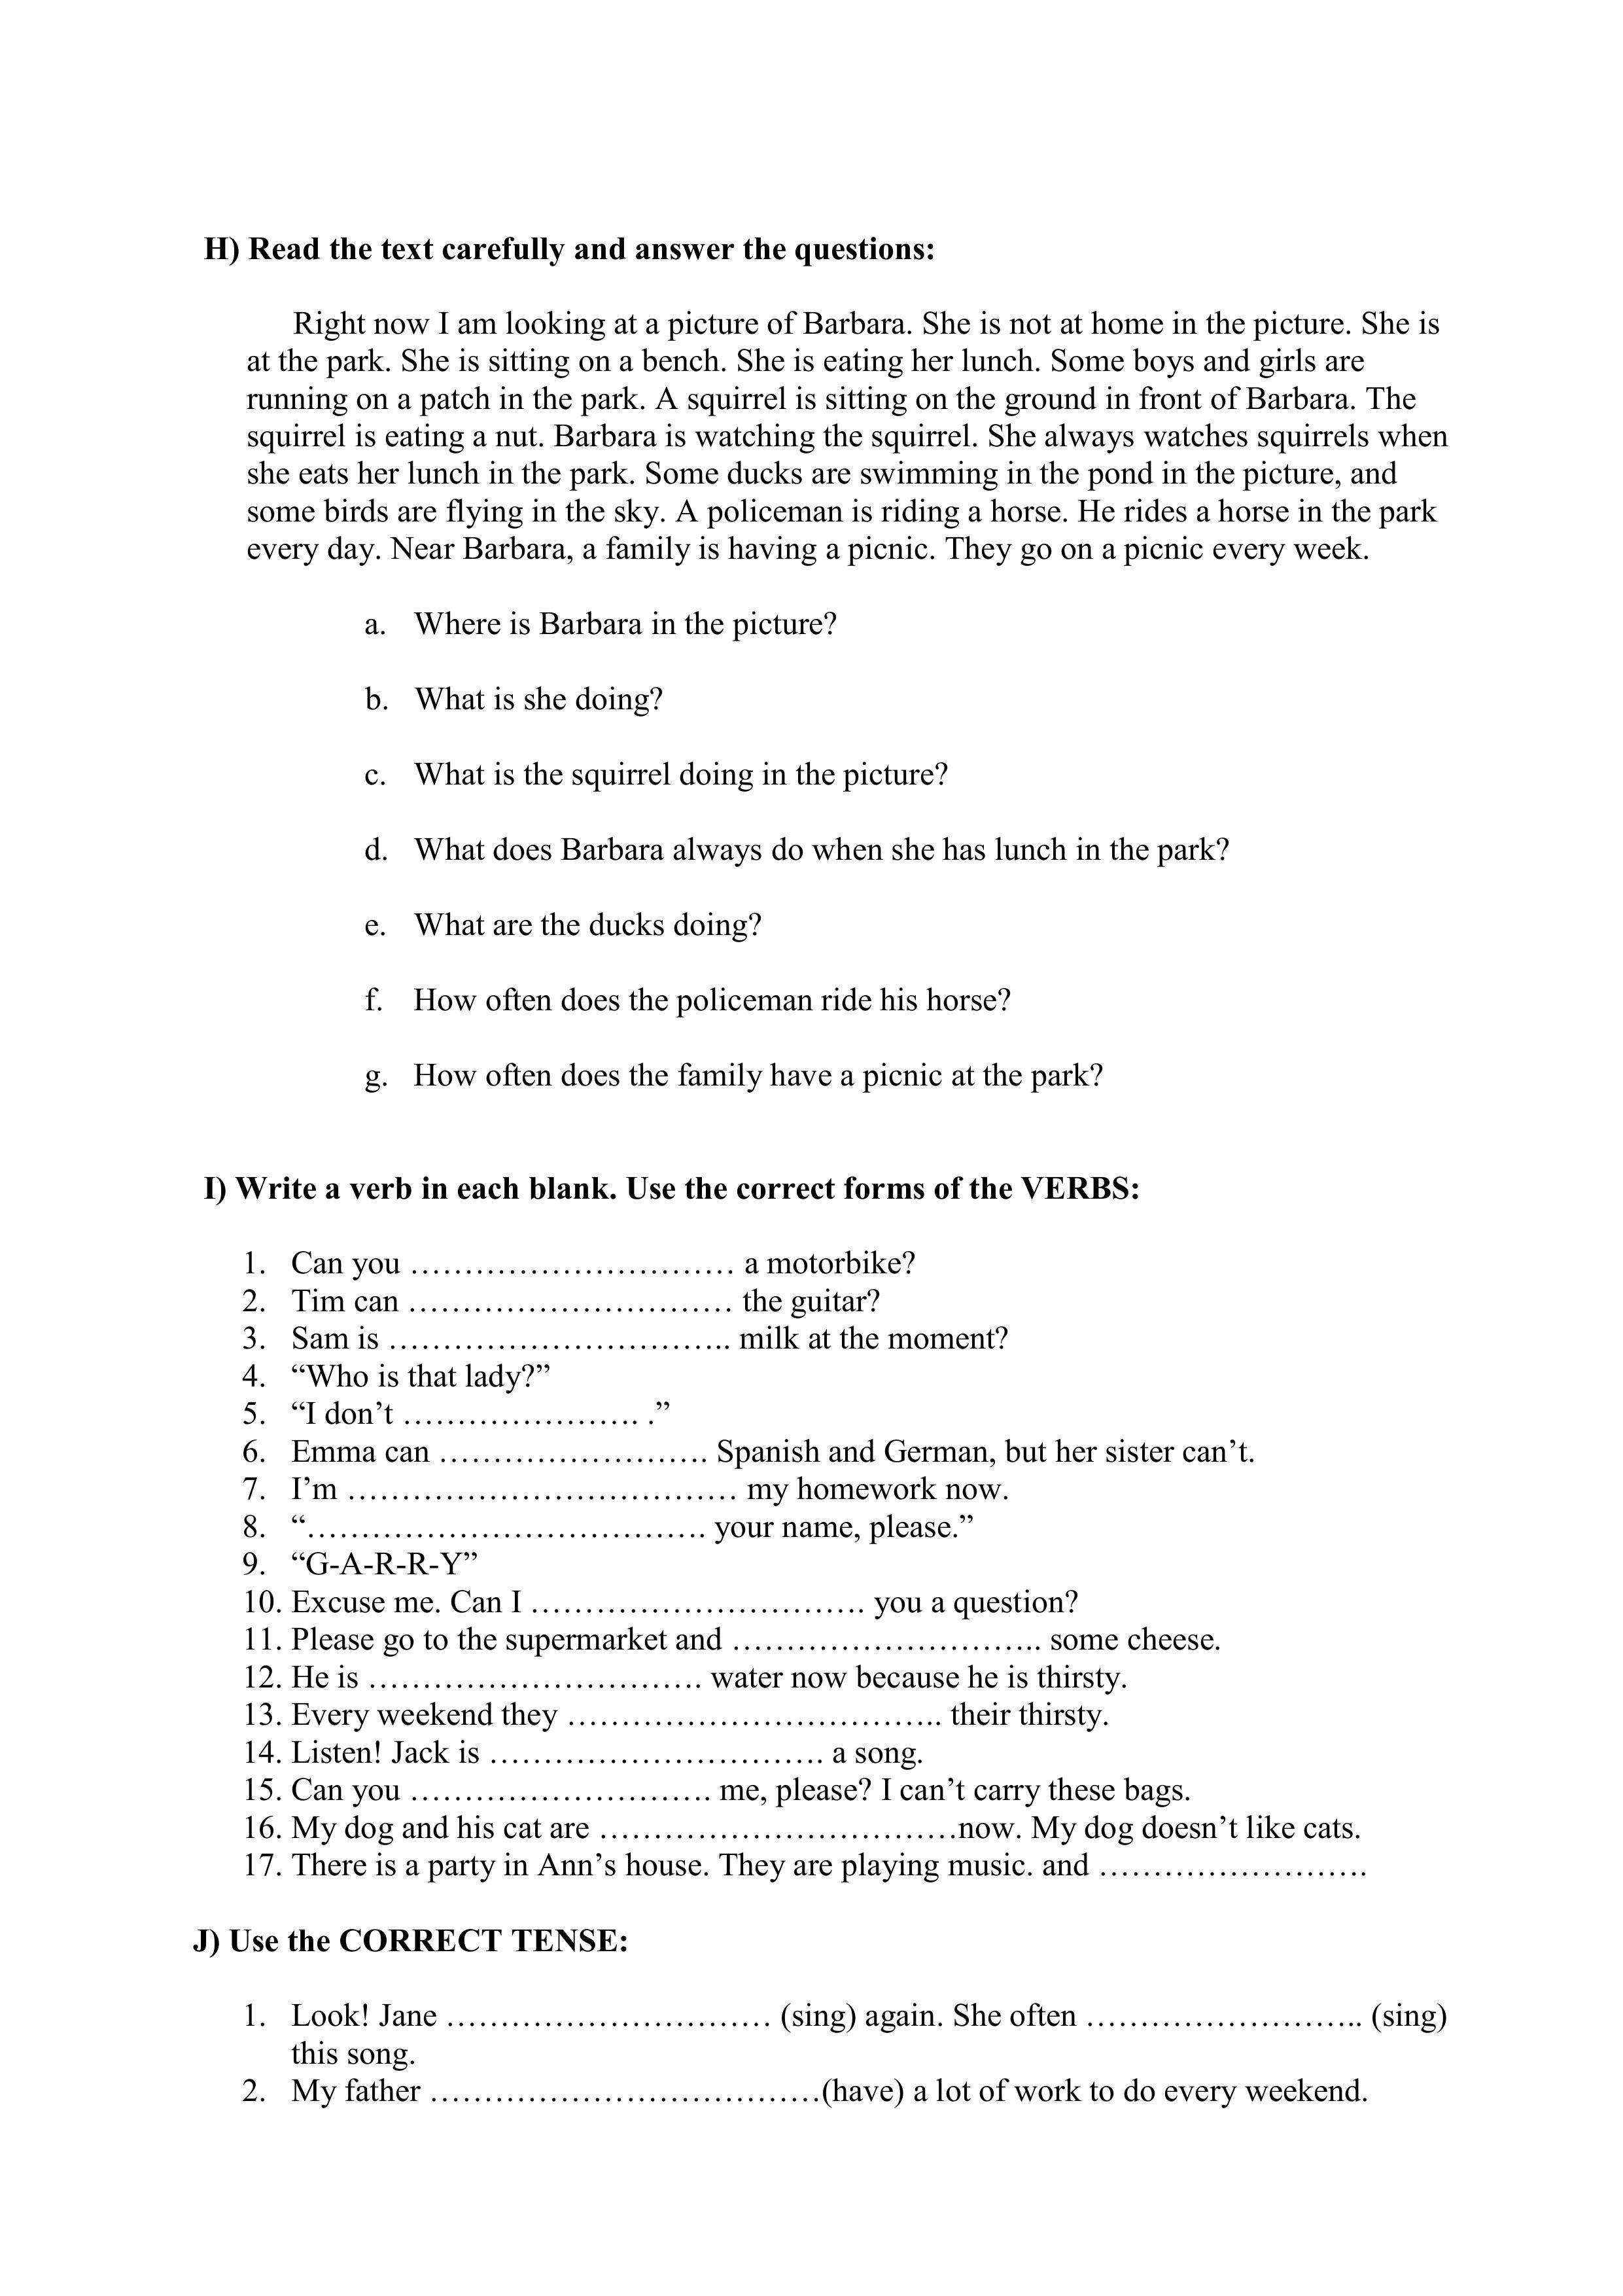 H) Read the text carefully and answer the questions:
Right now I am looking at a picture of Barbara. She is not at home in the picture. She is
at the park. She is sitting on a bench. She is eating her lunch. Some boys and girls are
running on a patch in the park. A squirrel is sitting on the ground in front of Barbara. The
squirrel is eating a nut. Barbara is watching the squirrel. She always watches squirrels when
she eats her lunch in the park. Some ducks are swimming in the pond in the picture, and
some birds are flying in the sky. A policeman is riding a horse. He rides a horse in the park
every day. Near Barbara, a family is having a picnic. They go on a picnic every week.
a. Where is Barbara in the picture?
b. What is she doing?
c. What is the squirrel doing in the picture?
d. What does Barbara always do when she has lunch in the park?
e. What are the ducks doing?
f. How often does the policeman ride his horse?
g. How often does the family have a picnic at the park?
I) Write a verb in each blank. Use the correct forms of the VERBS:
1. Can you ………………………… a motorbike?
2. Tim can ………………………… the guitar?
3. Sam is ………………………….. milk at the moment?
4. “Who is that lady?”
5. “I don’t …………………. .”
6. Emma can ……………………. Spanish and German, but her sister can’t.
7. I’m ……………………………… my homework now.
8. “………………………………. your name, please.”
9. “G-A-R-R-Y”
10. Excuse me. Can I …………………………. you a question?
11. Please go to the supermarket and ……………………….. some cheese.
12. He is …………………………. water now because he is thirsty.
13. Every weekend they …………………………….. their thirsty.
14. Listen! Jack is …………………………. a song.
15. Can you ………………………. me, please? I can’t carry these bags.
16. My dog and his cat are ……………………………now. My dog doesn’t like cats.
17. There is a party in Ann’s house. They are playing music. and …………………….
J) Use the CORRECT TENSE:
1. Look! Jane ………………………… (sing) again. She often …………………….. (sing)
this song.
2. My father ………………………………(have) a lot of work to do every weekend.